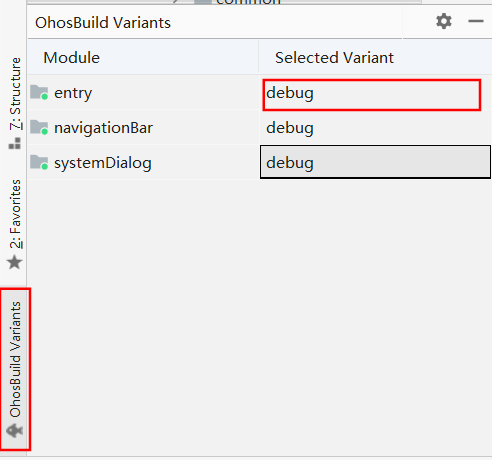 common
OhosBuild Variants
Module Selected Variant
entry debug
navigationBar debug
systemDialog debug
7: Structure
2: Favorites
OhosBuild Variants